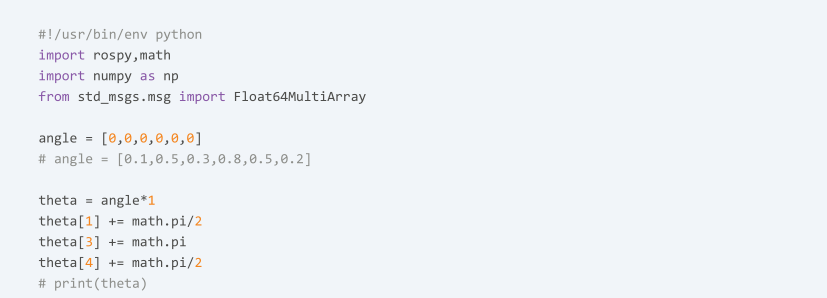 #!/usr/bin/env python
import rospy,math
import numpy as np
from std_msgs.msg import Float64MultiArray
angle = [0,0,0,0,0,0]
# angle = [0.1,0.5,0.3,0.8,0.5,0.2]
theta = angle*1
theta[1] += math.pi/2
theta[3] += math.pi
theta[4] += math.pi/2
# print(theta)